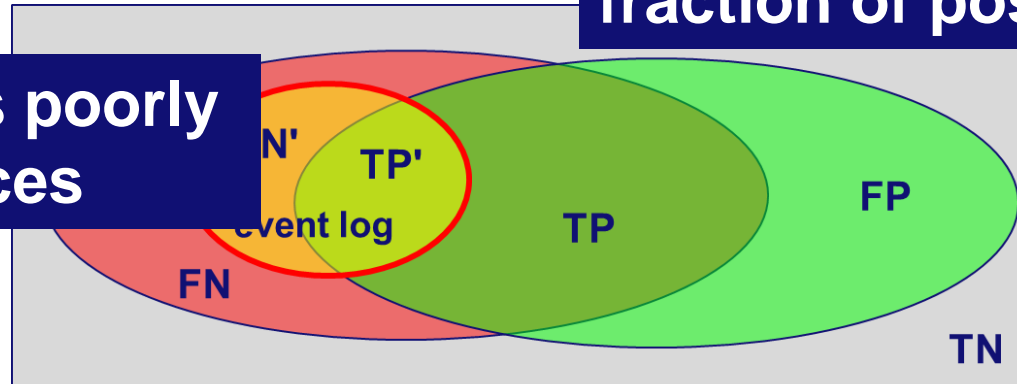 fraction of pos
s poorly
ces
N'
TP'
event log
TP
FP
FN
TN